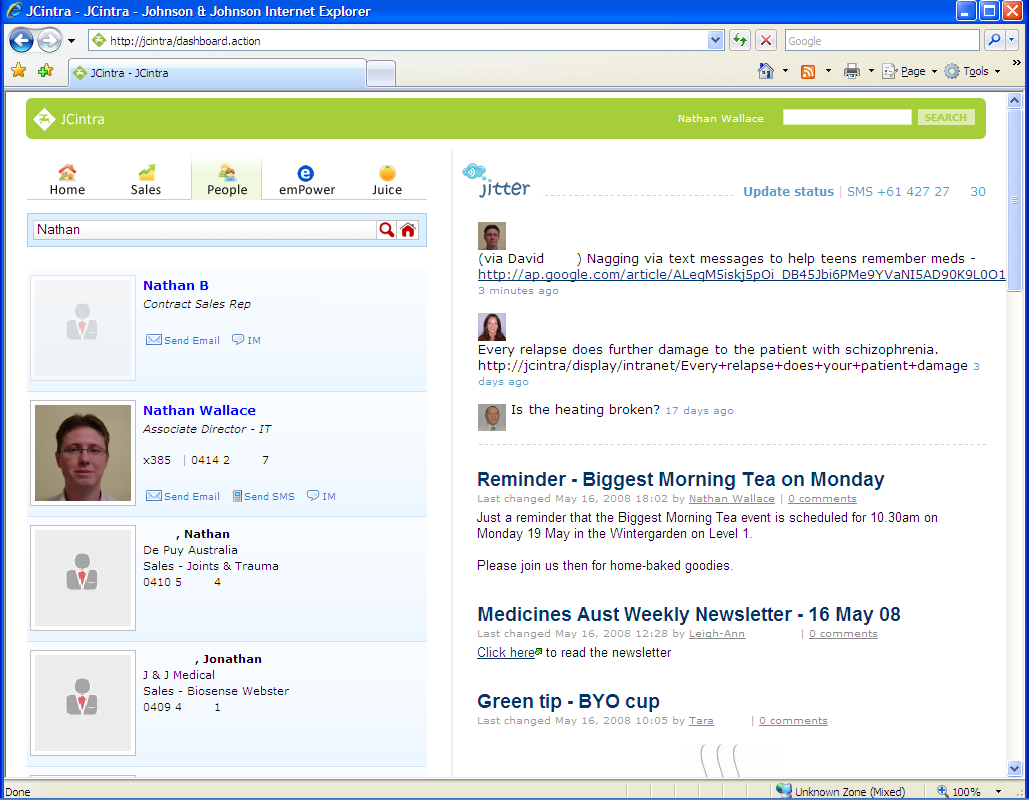 JCintra - JCintra - Johnson & Johnson Internet Explorer
http://jcintra/dashboard.action
Google
JCintra - JCintra
Page
Tools
JCintra
Nathan Wallace
SEARCH
Home
Sales
People
emPower
Juice
Nathan
Nathan B
Contract Sales Rep
Send Email
IM
Nathan Wallace
Associate Director - IT
x385 | 0414 2 7
Send Email
Send SMS
IM
, Nathan
De Puy Australia
Sales - Joints & Trauma
0410 5 4
, Jonathan
J & J Medical
Sales - Biosense Webster
0409 4 1
jitter
Update status | SMS +61 427 27 30
(via David ) Nagging via text messages to help teens remember meds -
http://ap.google.com/article/ALeqM5iskj5pOi_DB45Jbi6PMe9YVaNI5AD90K9L0O1
3 minutes ago
Every relapse does further damage to the patient with schizophrenia.
http://jcintra/display/intranet/Every+relapse+does+your+patient+damage 3
days ago
Is the heating broken? 17 days ago
Reminder - Biggest Morning Tea on Monday
Last changed May 16, 2008 18:02 by Nathan Wallace | 0 comments
Just a reminder that the Biggest Morning Tea event is scheduled for 10.30am on
Monday 19 May in the Wintergarden on Level 1.
Please join us then for home-baked goodies.
Medicines Aust Weekly Newsletter - 16 May 08
Last changed May 16, 2008 12:28 by Leigh-Ann | 0 comments
Click here to read the newsletter
Green tip - BYO cup
Last changed May 16, 2008 10:05 by Tara | 0 comments
Done
Unknown Zone (Mixed)
100%